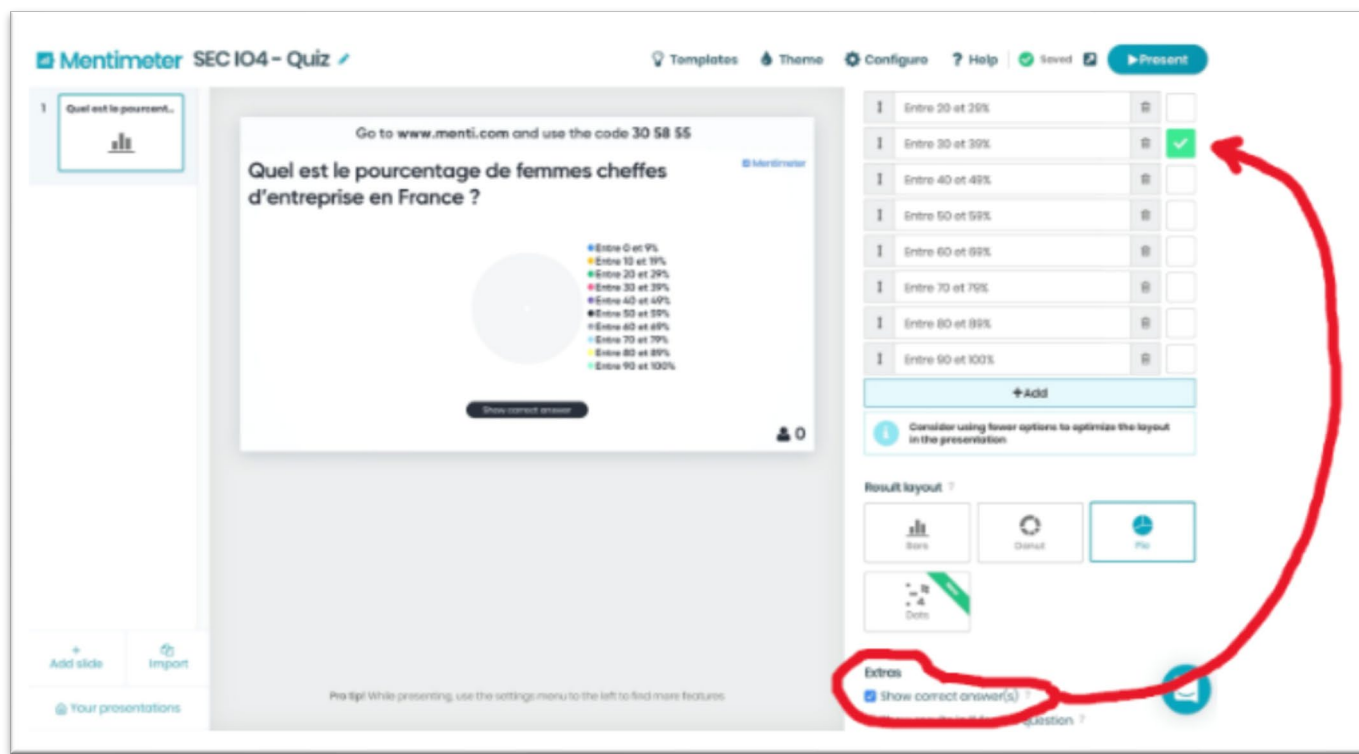 Mentimeter SEC IO4 - Quiz
Templates Theme Configure ? Help Saved Present
1 Quel est le pourcent...
Go to www.menti.com and use the code 30 58 55
Mentimeter
Quel est le pourcentage de femmes cheffes
d'entreprise en France ?
Entre 0 et 9%
Entre 10 et 19%
Entre 20 et 29%
Entre 30 et 39%
Entre 40 et 49%
Entre 50 et 59%
Entre 60 et 69%
Entre 70 et 79%
Entre 80 et 89%
Entre 90 et 100%
Show correct answer
0
Pro tip! While presenting, use the settings menu to the left to find more features
+
Add slide Import
Your presentations
Entre 20 et 29%
Entre 30 et 39%
Entre 40 et 49%
Entre 50 et 59%
Entre 60 et 69%
Entre 70 et 79%
Entre 80 et 89%
Entre 90 et 100%
+Add
Consider using fewer options to optimize the layout
in the presentation
Result layout ?
Bars Donut Pie
Dots
Extras
Show correct answer(s) ?
question ?